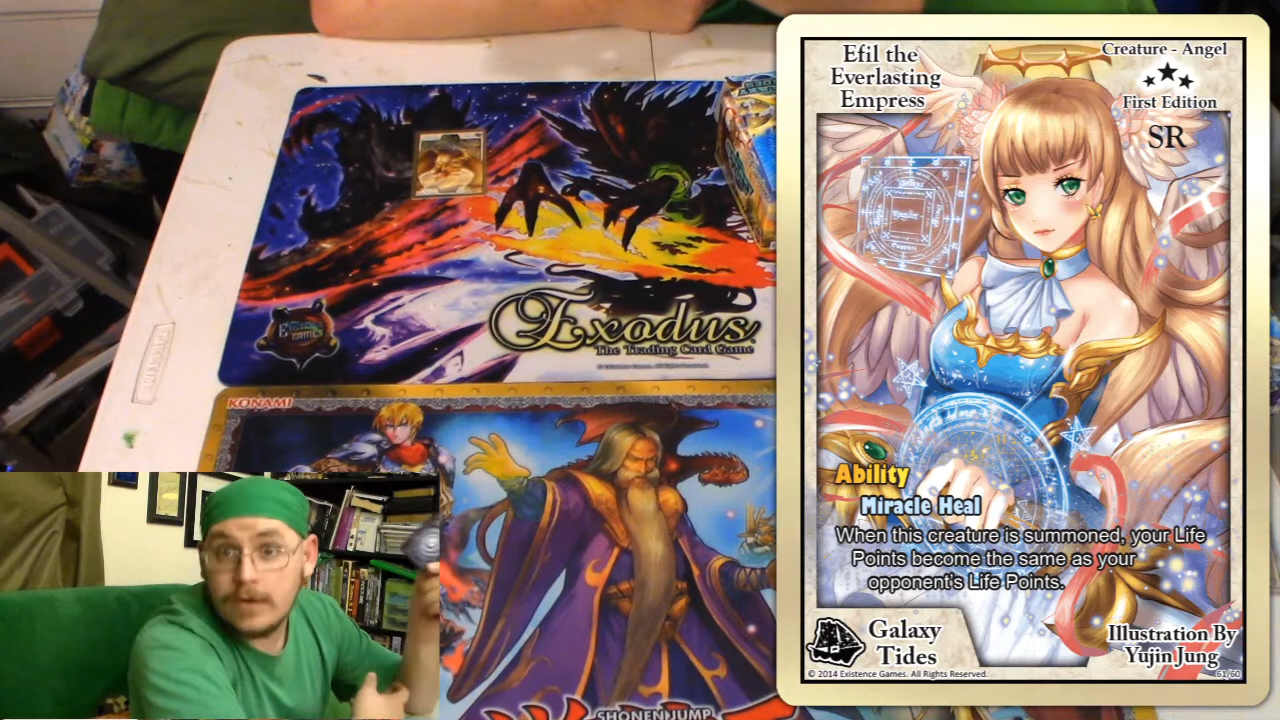 Efil the
Everlasting
Empress
Creature - Angel
First Edition
SR
Ability
Miracle Heal
When this creature is summoned, your Life
Points become the same as your
opponent's Life Points.
Galaxy
Tides
Illustration By
Yujin Jung
© 2014 Existence Games. All Rights Reserved.
61/60
Exodus
The Trading Card Game
GAMES
KONAMI
SHONEN JUMP